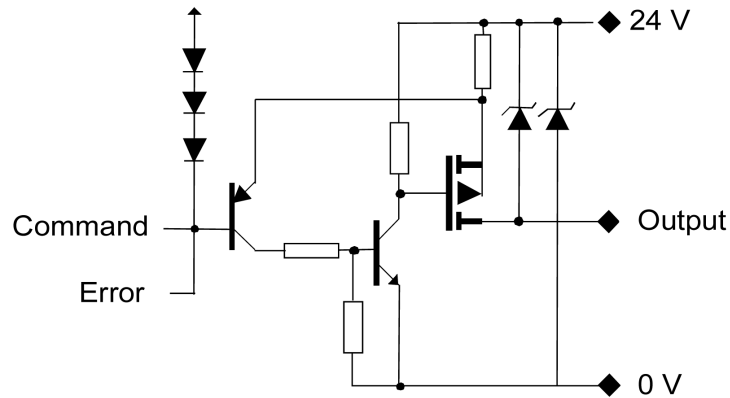 24 V
Command
Output
Error
0 V